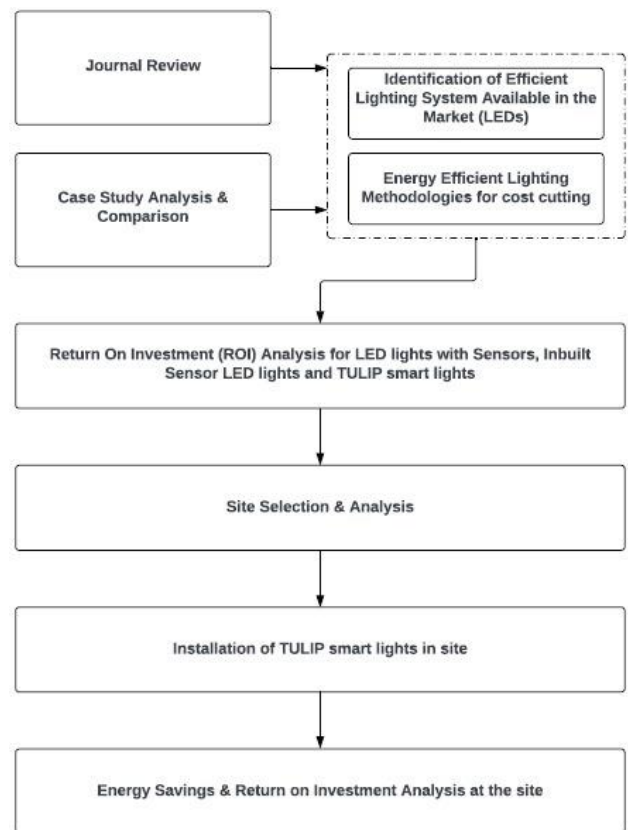 Journal Review
Identification of Efficient
Lighting System Available in the
Market (LEDs)
Case Study Analysis &
Comparison
Energy Efficient Lighting
Methodologies for cost cutting
Return On Investment (ROI) Analysis for LED lights with Sensors, Inbuilt
Sensor LED lights and TULIP smart lights
Site Selection & Analysis
Installation of TULIP smart lights in site
Energy Savings & Return on Investment Analysis at the site